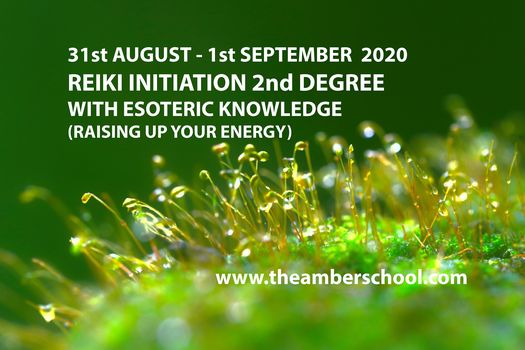 31st AUGUST - 1st SEPTEMBER 2020
REIKI INITIATION 2nd DEGREE
WITH ESOTERIC KNOWLEDGE
(RAISING UP YOUR ENERGY)
www.theamberschool.com